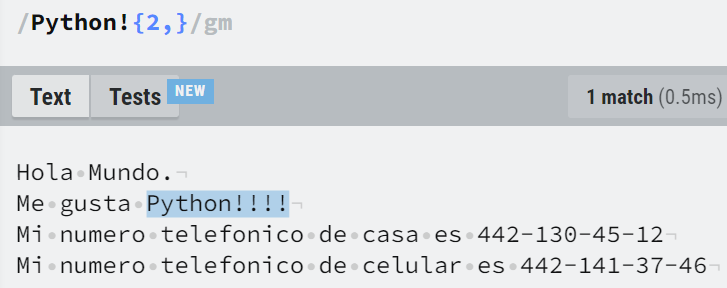 /Python!{2,}/gm
Text Tests NEW 1 match (0.5ms)
Hola Mundo.
Me gusta Python!!!!
Mi numero telefonico de casa es 442-130-45-12
Mi numero telefonico de celular es 442-141-37-46